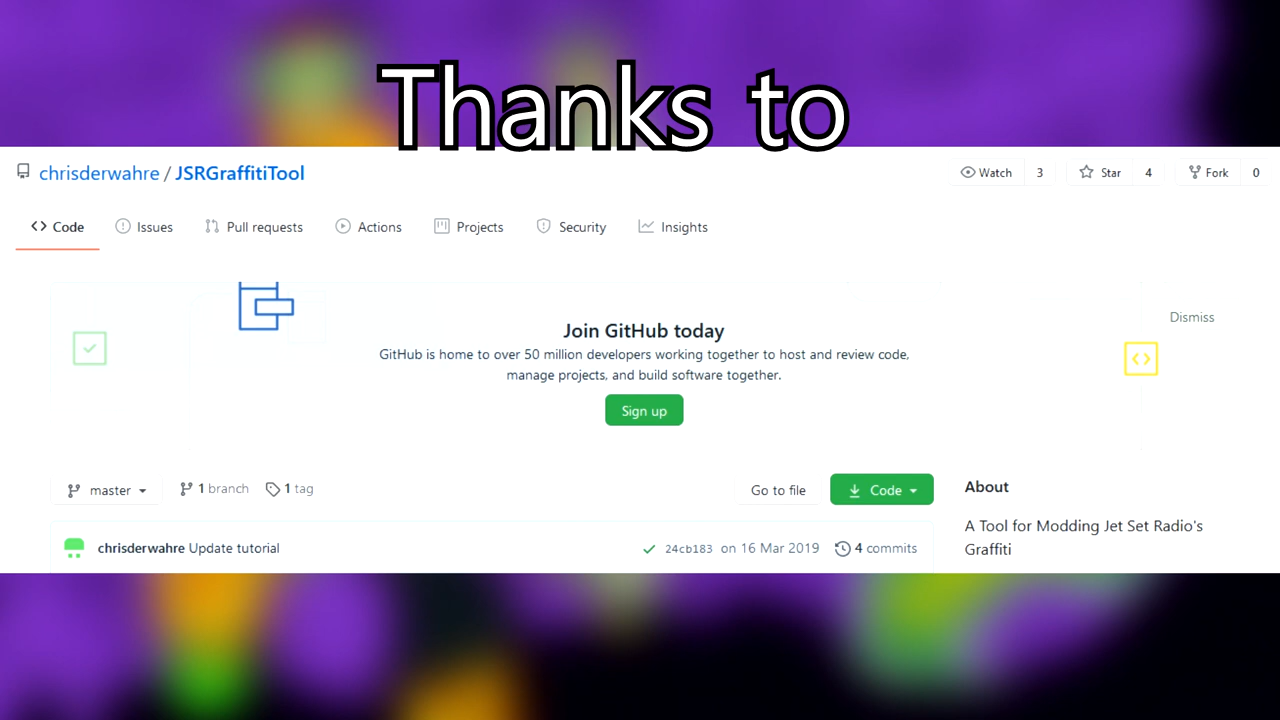 Thanks to
chrisderwahre / JSRGraffitiTool
Watch 3 Star 4 Fork 0
Code Issues Pull requests Actions Projects Security Insights
Dismiss
Join GitHub today
GitHub is home to over 50 million developers working together to host and review code,
manage projects, and build software together.
Sign up
master 1 branch 1 tag Go to file Code
chrisderwahre Update tutorial 24cb183 on 16 Mar 2019 4 commits
About
A Tool for Modding Jet Set Radio's
Graffiti